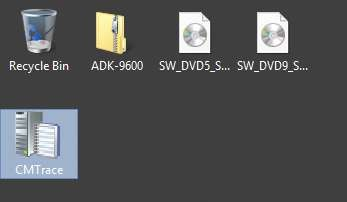 Recycle Bin
ADK-9600
SW_DVD5_S...
SW_DVD9_S...
CMTrace